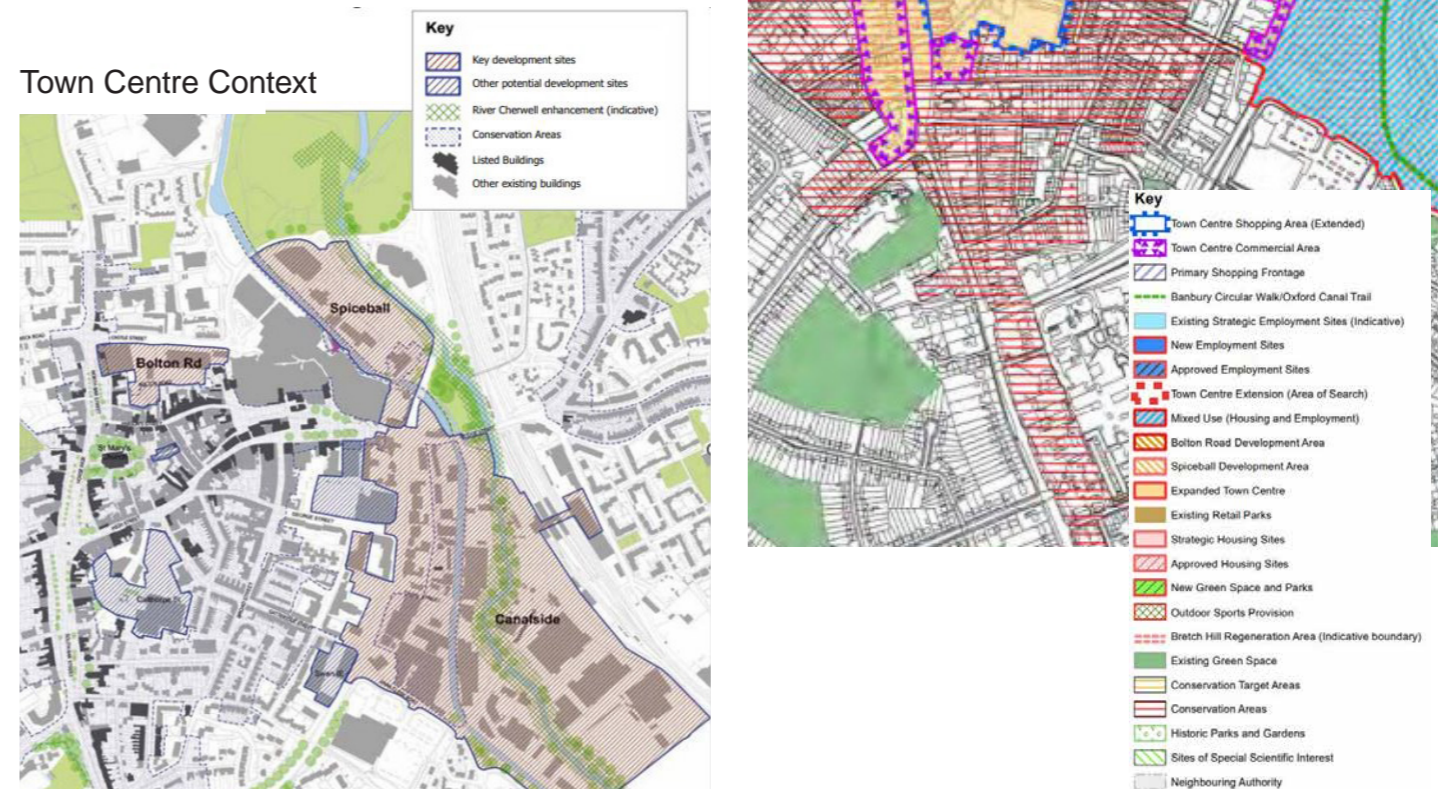 Town Centre Context
Key
Key development sites
Other potential development sites
River Cherwell enhancement (indicative)
Conservation Areas
Listed Buildings
Other existing buildings
Spiceball
Bolton Rd
St Mary's
Canalside
Key
Town Centre Shopping Area (Extended)
Town Centre Commercial Area
Primary Shopping Frontage
Banbury Circular Walk/Oxford Canal Trail
Existing Strategic Employment Sites (Indicative)
New Employment Sites
Approved Employment Sites
Town Centre Extension (Area of Search)
Mixed Use (Housing and Employment)
Bolton Road Development Area
Spiceball Development Area
Expanded Town Centre
Existing Retail Parks
Strategic Housing Sites
Approved Housing Sites
New Green Space and Parks
Outdoor Sports Provision
Bretch Hill Regeneration Area (Indicative boundary)
Existing Green Space
Conservation Target Areas
Conservation Areas
Historic Parks and Gardens
Sites of Special Scientific Interest
Neighbouring Authority